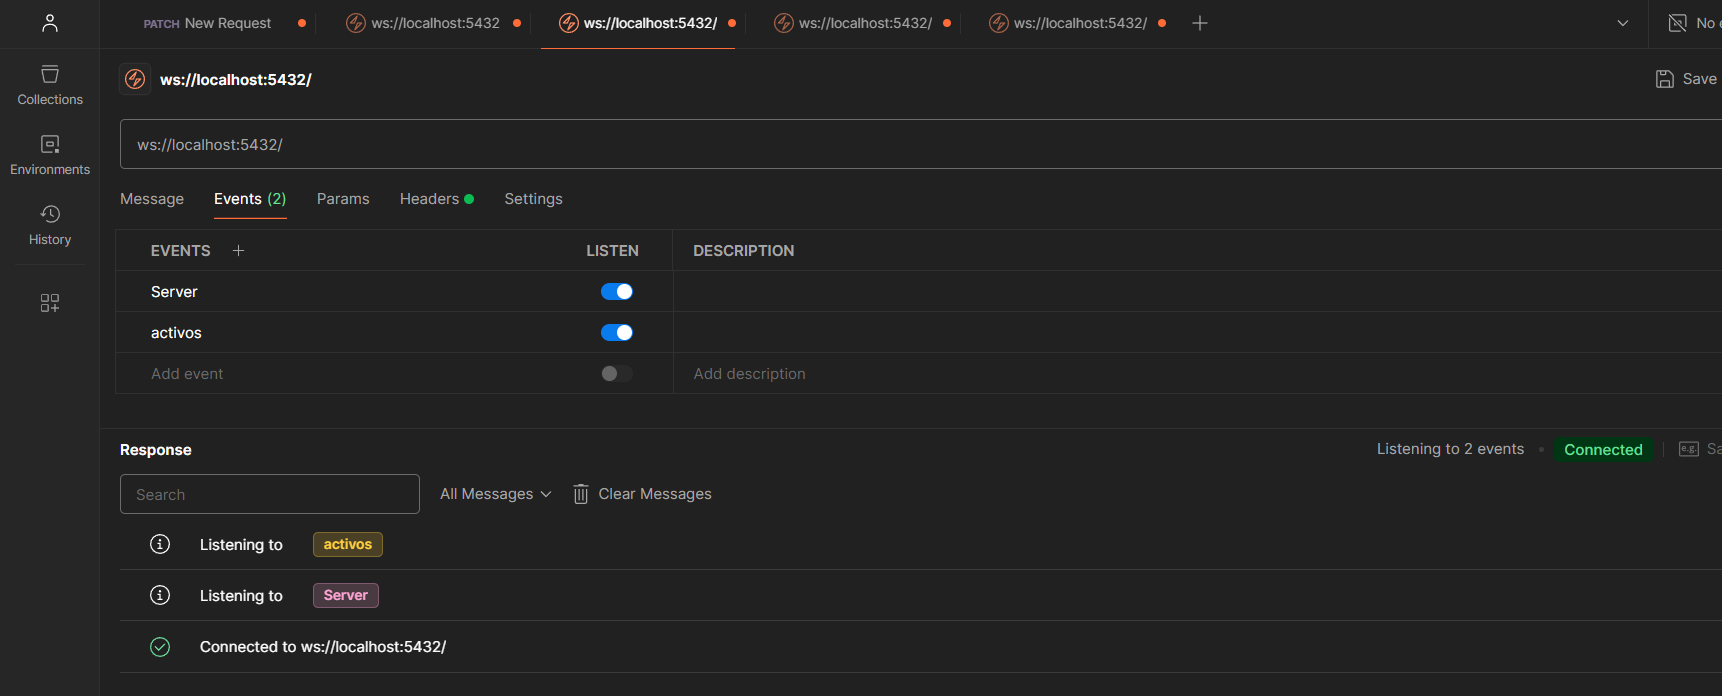 PATCH New Request
ws://localhost:5432
ws://localhost:5432/
ws://localhost:5432/
ws://localhost:5432/
No
Collections
Environments
History
ws://localhost:5432/
Save
ws://localhost:5432/
Message Events (2) Params Headers Settings
EVENTS + LISTEN DESCRIPTION
Server
activos
Add event Add description
Response
Listening to 2 events • Connected
e.g. Sa
Search
All Messages Clear Messages
Listening to activos
Listening to Server
Connected to ws://localhost:5432/